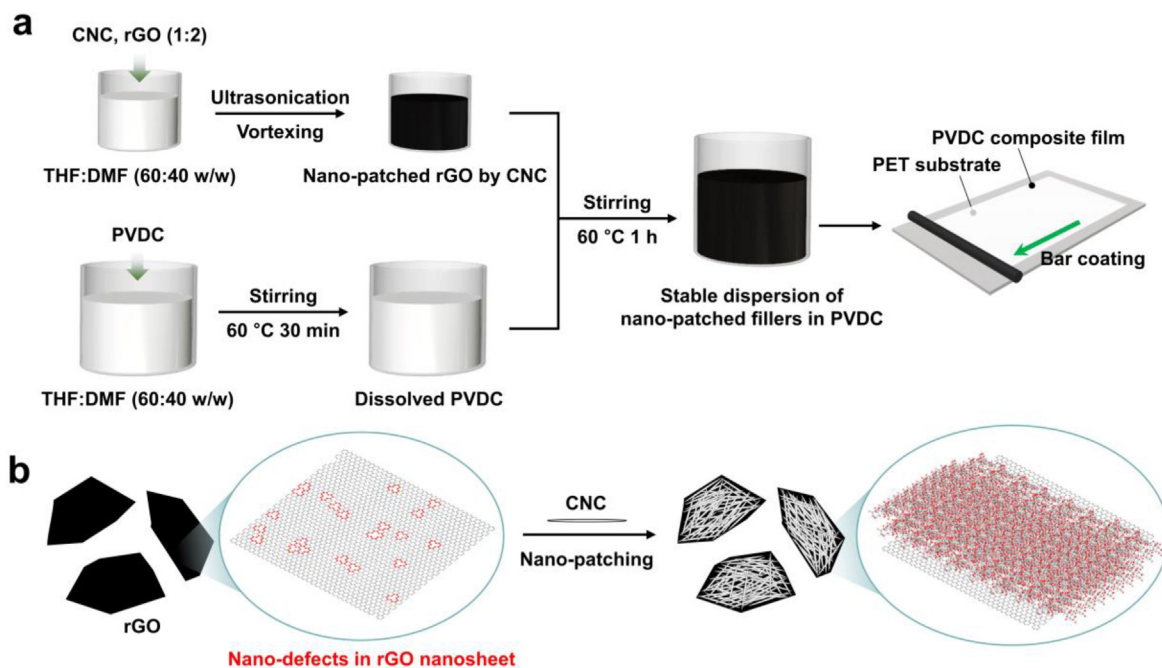 a
CNC, rGO (1:2)
Ultrasonication
Vortexing
THF:DMF (60:40 w/w)
Nano-patched rGO by CNC
PVDC
Stirring
60 °C 30 min
THF:DMF (60:40 w/w)
Dissolved PVDC
Stirring
60 °C 1 h
Stable dispersion of
nano-patched fillers in PVDC
PVDC composite film
PET substrate
Bar coating
b
rGO
Nano-defects in rGO nanosheet
CNC
Nano-patching